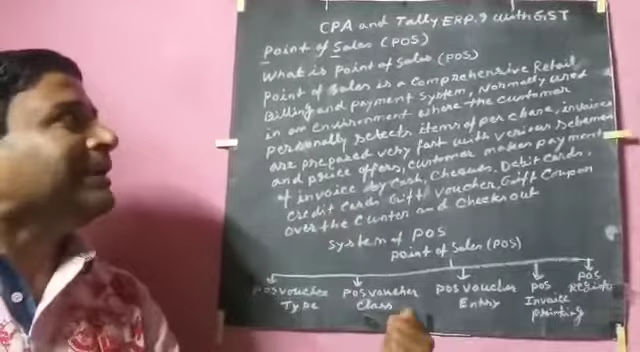 CPA and Tally ERP.9 with GST
Point of Sales (POS)
What is Point of Sales (POS)
Point of Sales is a Comprehensive Retail
Billing and payment System, Normally used
in an Environment where the customer
personally selects items of perchase, invoices
are prepared very fast with verious schemes
and price offers, customer makes payment
of invoice by cash, Cheques, Debit Cards,
Credit Cards Gift Voucher, Gift Coupon
over the Counter and Checkout
System of POS
Point of Sales (POS)
POS Voucher Type
POS Voucher Class
POS Voucher Entry
POS Invoice Printing
POS Register